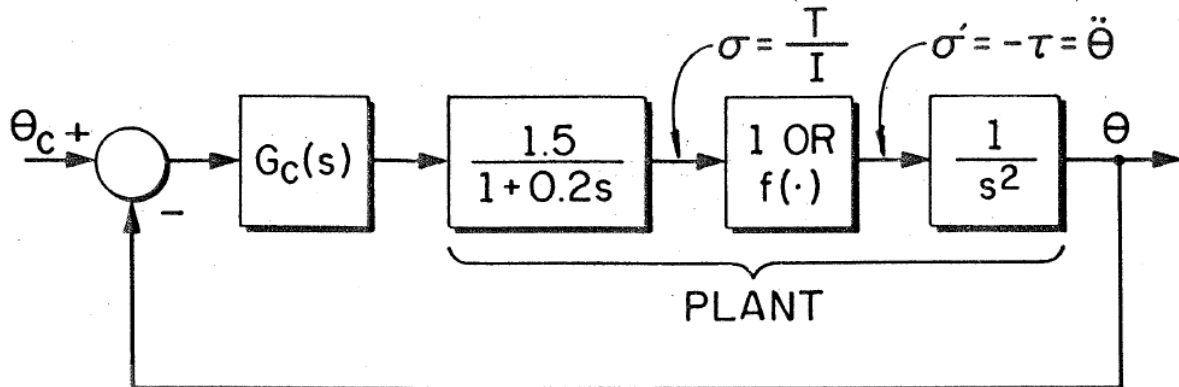 σ = T/I
σ' = -τ = θ̈
θc +
-
Gc(s)
1.5
1+0.2s
1 OR
f(·)
1
s²
θ
PLANT